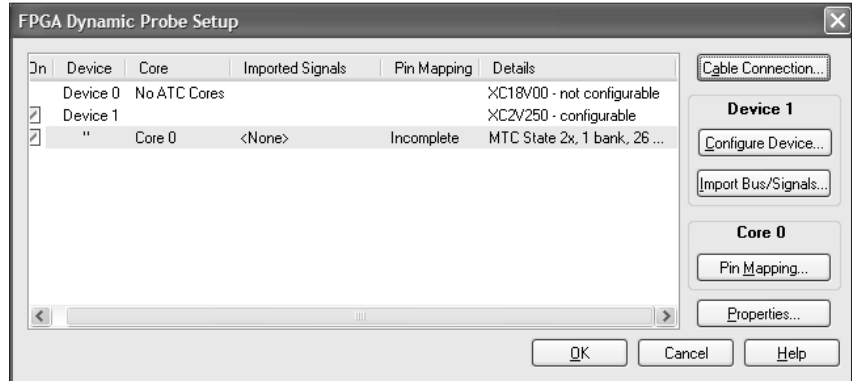 FPGA Dynamic Probe Setup
On Device Core Imported Signals Pin Mapping Details
Device 0 No ATC Cores XC18V00 - not configurable
Device 1 XC2V250 - configurable
" Core 0 <None> Incomplete MTC State 2x, 1 bank, 26 ...
Cable Connection...
Device 1
Configure Device...
Import Bus/Signals...
Core 0
Pin Mapping...
Properties...
OK Cancel Help